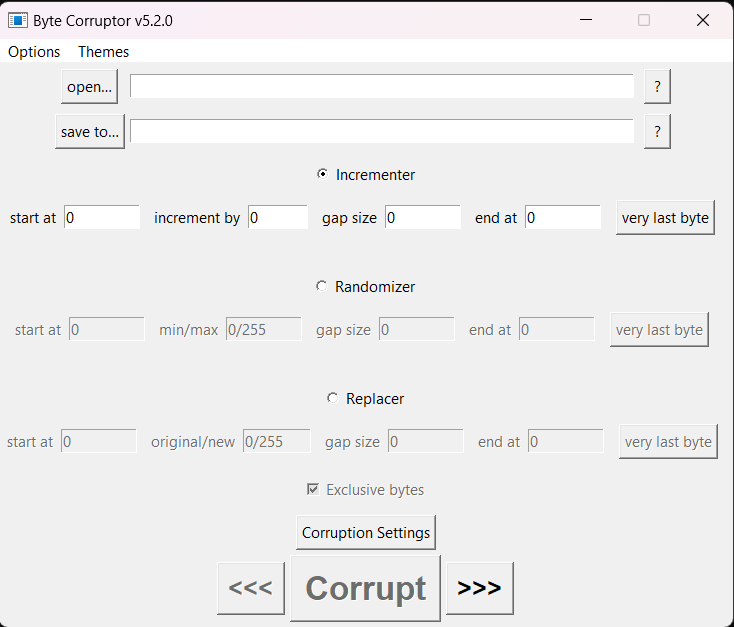 Byte Corruptor v5.2.0
Options Themes
open... ?
save to... ?
Incrementer
start at 0 increment by 0 gap size 0 end at 0 very last byte
Randomizer
start at 0 min/max 0/255 gap size 0 end at 0 very last byte
Replacer
start at 0 original/new 0/255 gap size 0 end at 0 very last byte
Exclusive bytes
Corruption Settings
<<< Corrupt >>>